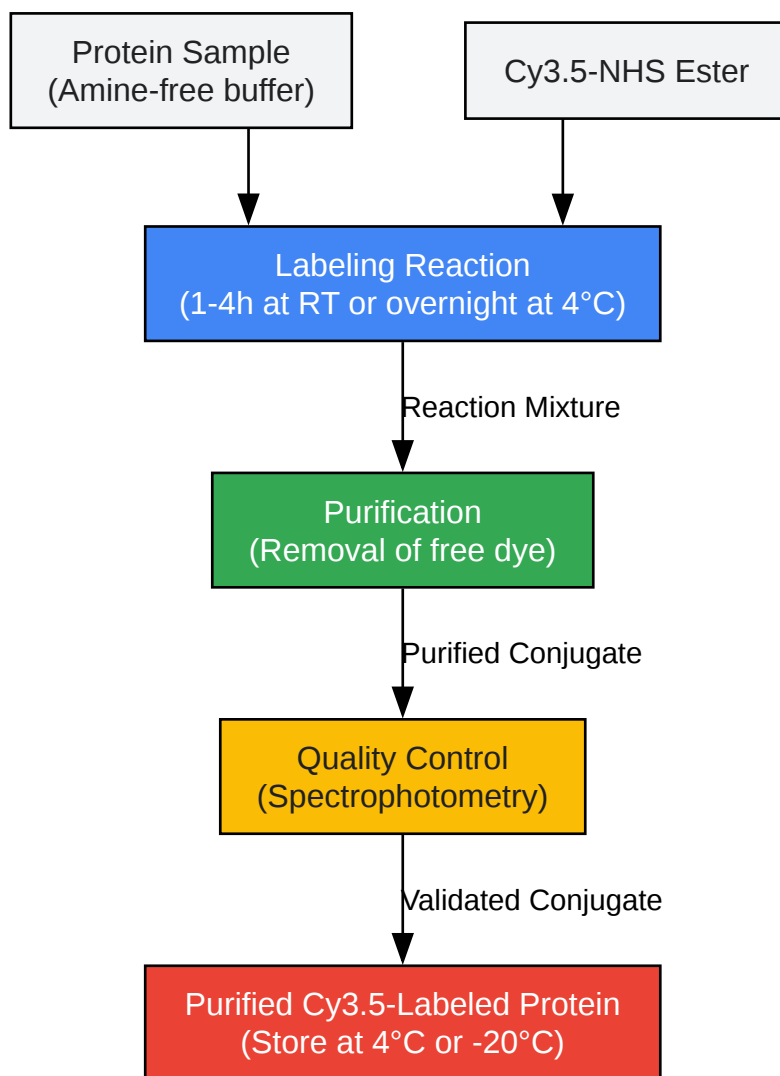 Protein Sample
(Amine-free buffer)
Cy3.5-NHS Ester
Labeling Reaction
(1-4h at RT or overnight at 4°C)
Reaction Mixture
Purification
(Removal of free dye)
Purified Conjugate
Quality Control
(Spectrophotometry)
Validated Conjugate
Purified Cy3.5-Labeled Protein
(Store at 4°C or -20°C)